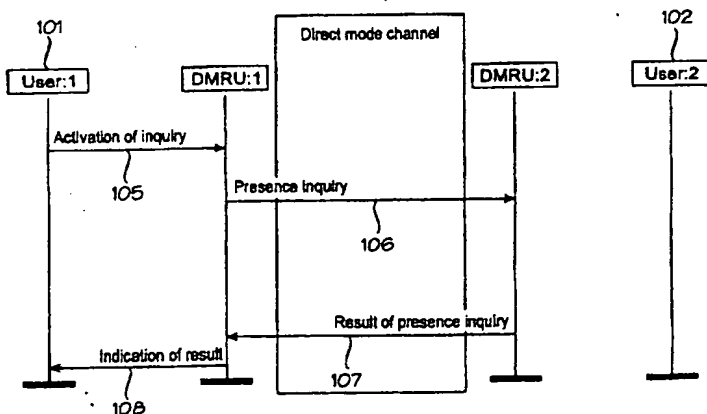 101
102
Direct mode channel
User:1
DMRU:1
DMRU:2
User:2
Activation of inquiry
105
Presence inquiry
106
Result of presence inquiry
107
Indication of result
108